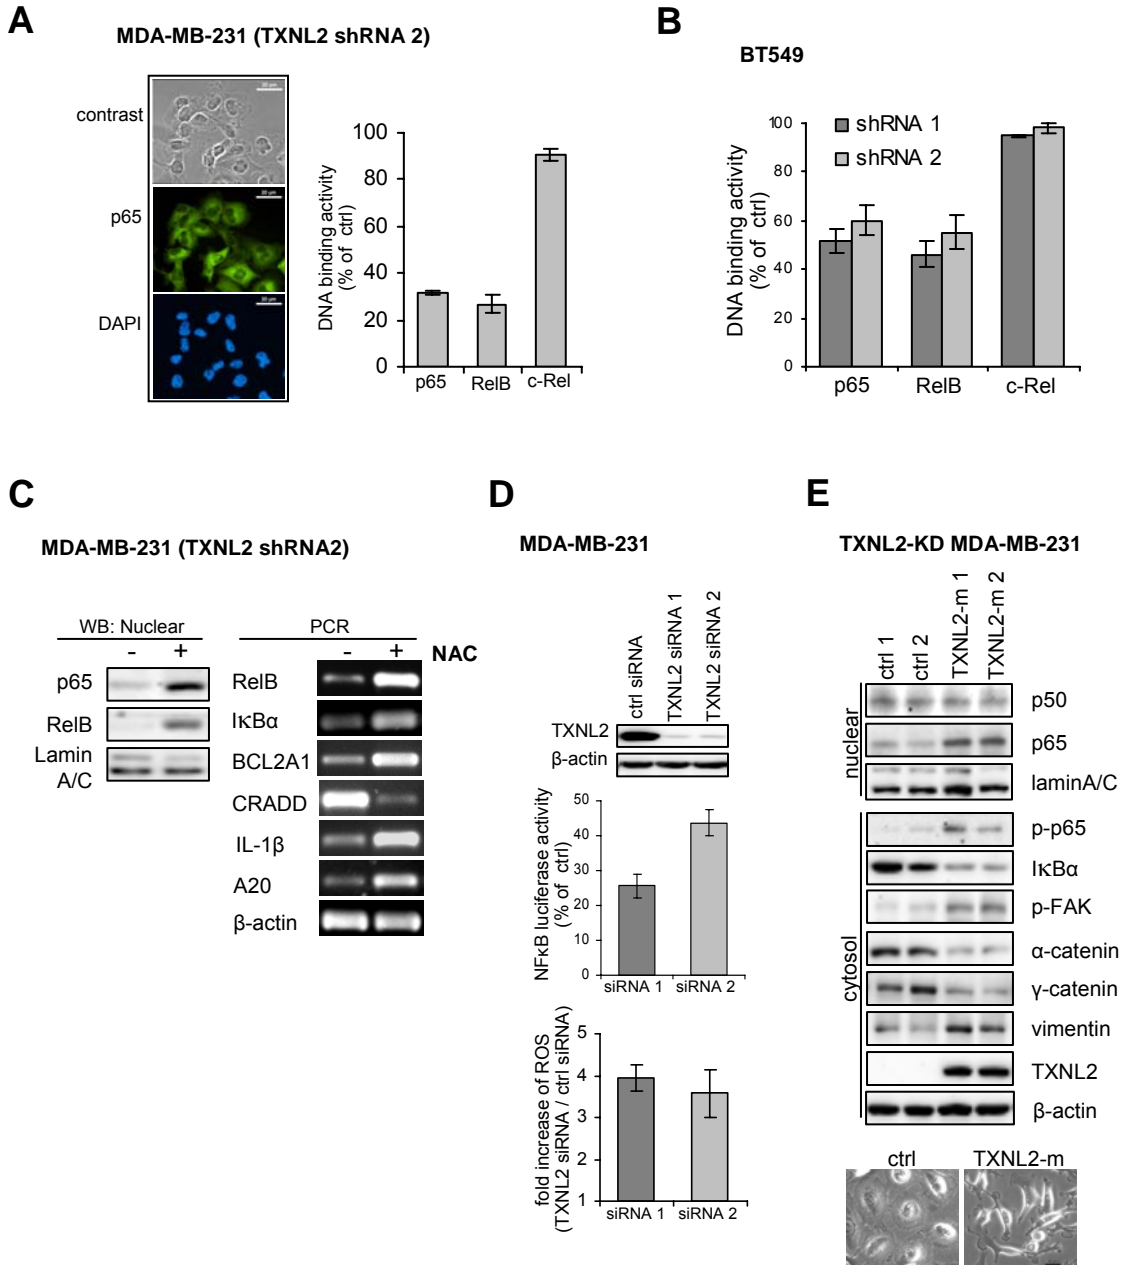 A
MDA-MB-231 (TXNL2 shRNA 2)
contrast
20 μm
p65
20 μm
DAPI
20 μm
DNA binding activity
(% of ctrl)
100
80
60
40
20
0
p65 RelB c-Rel
B
BT549
shRNA 1
shRNA 2
DNA binding activity
(% of ctrl)
100
80
60
40
20
0
p65 RelB c-Rel
C
MDA-MB-231 (TXNL2 shRNA2)
WB: Nuclear
- +
p65
RelB
Lamin
A/C
PCR
- + NAC
RelB
IκBα
BCL2A1
CRADD
IL-1β
A20
β-actin
D
MDA-MB-231
ctrl siRNA
TXNL2 siRNA 1
TXNL2 siRNA 2
TXNL2
β-actin
NFκB luciferase activity
(% of ctrl)
50
40
30
20
10
0
siRNA 1 siRNA 2
fold increase of ROS
(TXNL2 siRNA / ctrl siRNA)
5
4
3
2
1
siRNA 1 siRNA 2
E
TXNL2-KD MDA-MB-231
ctrl 1
ctrl 2
TXNL2-m 1
TXNL2-m 2
nuclear
p50
p65
laminA/C
cytosol
p-p65
IκBα
p-FAK
α-catenin
γ-catenin
vimentin
TXNL2
β-actin
ctrl TXNL2-m